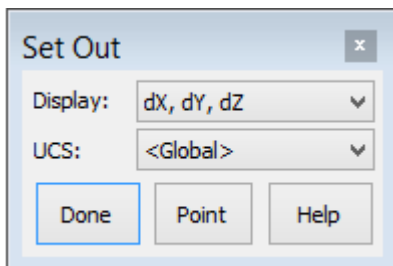 Set Out x
Display: dX, dY, dZ
UCS: <Global>
Done Point Help